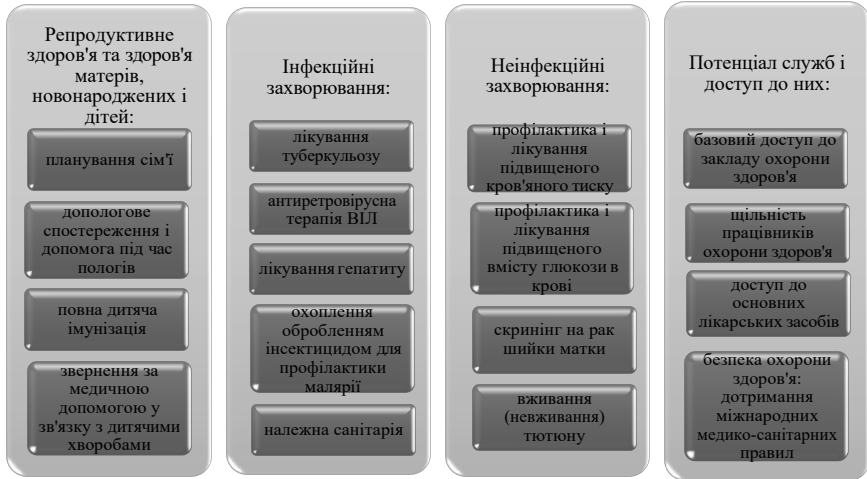 Репродуктивне
здоров'я та здоров'я
матерів,
новонароджених і
дітей:
планування сім'ї
допологове
спостереження і
допомога під час
пологів
повна дитяча
імунізація
звернення за
медичною
допомогою у
зв'язку з дитячими
хворобами
Інфекційні
захворювання:
лікування
туберкульозу
антиретровірусна
терапія ВІЛ
лікування гепатиту
охоплення
обробленням
інсектицидом для
профілактики
малярії
належна санітарія
Неінфекційні
захворювання:
профілактика і
лікування
підвищеного
кров'яного тиску
профілактика і
лікування
підвищеного
вмісту глюкози в
крові
скринінг на рак
шийки матки
вживання
(невживання)
тютюну
Потенціал служб і
доступ до них:
базовий доступ до
закладу охорони
здоров'я
щільність
працівників
охорони здоров'я
доступ до
основних
лікарських засобів
безпека охорони
здоров'я:
дотримання
міжнародних
медико-санітарних
правил